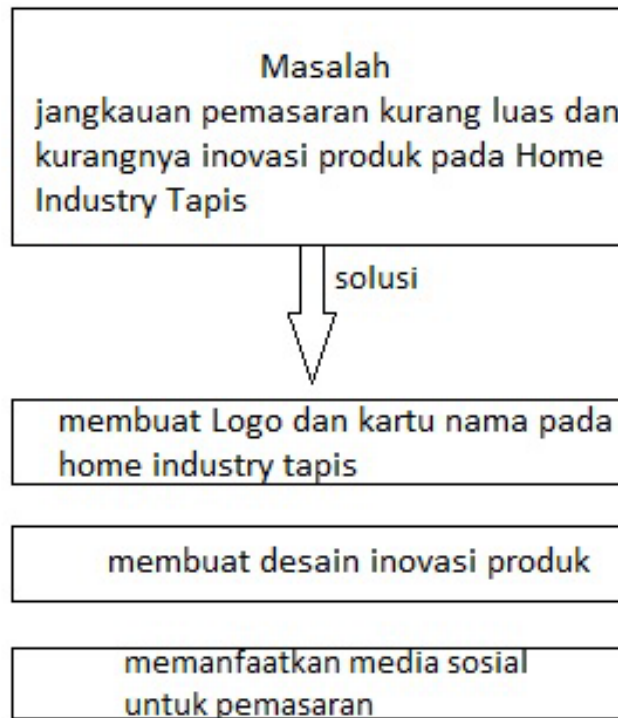 Masalah
jangkauan pemasaran kurang luas dan
kurangnya inovasi produk pada Home
Industry Tapis
solusi
membuat Logo dan kartu nama pada
home industry tapis
membuat desain inovasi produk
memanfaatkan media sosial
untuk pemasaran